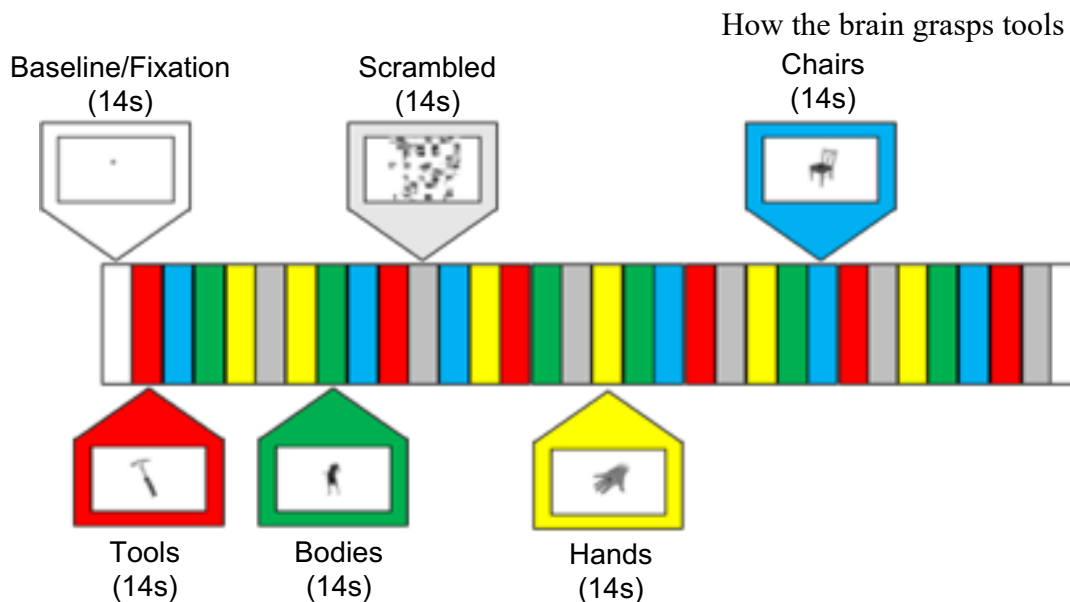 How the brain grasps tools
Baseline/Fixation
(14s)
Scrambled
(14s)
Chairs
(14s)
Tools
(14s)
Bodies
(14s)
Hands
(14s)